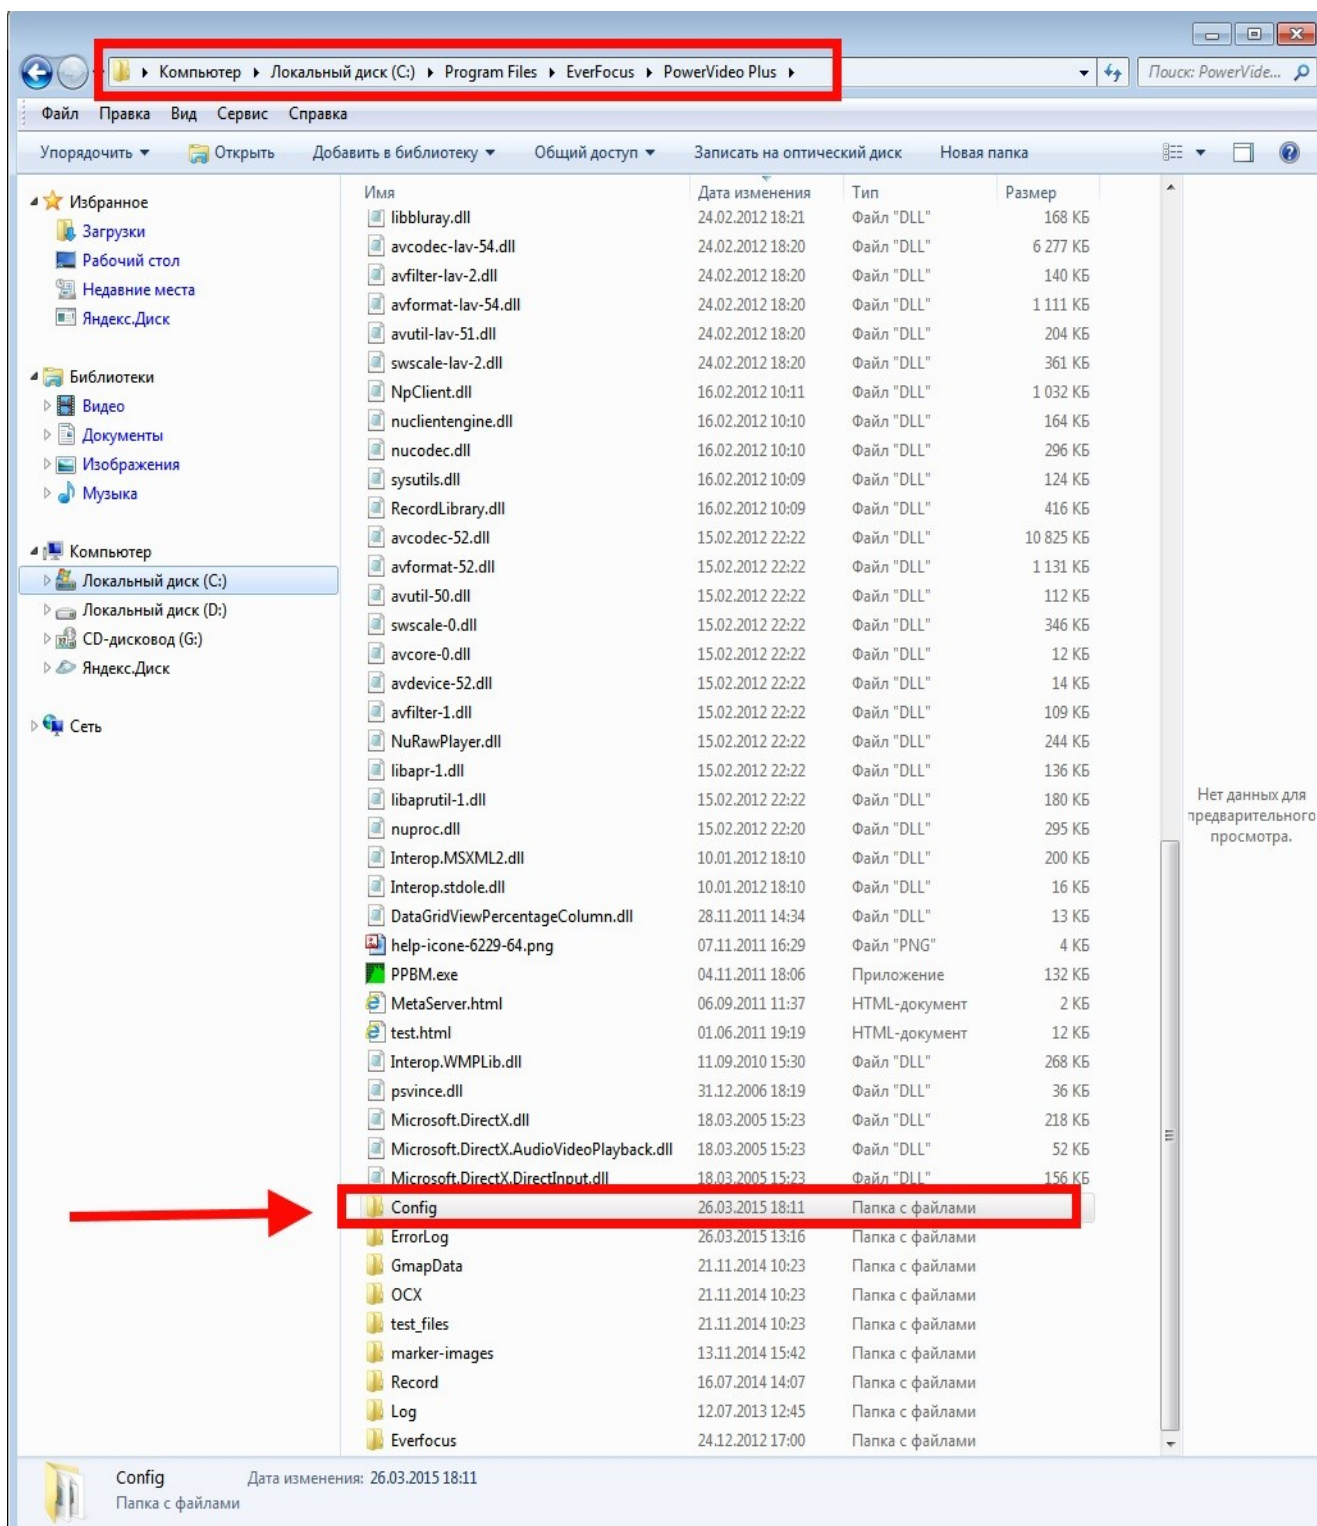 Компьютер ▸ Локальный диск (C:) ▸ Program Files ▸ EverFocus ▸ PowerVideo Plus ▸ Поиск: PowerVide...
Файл Правка Вид Сервис Справка
Упорядочить Открыть Добавить в библиотеку Общий доступ Записать на оптический диск Новая папка
Избранное
Загрузки
Рабочий стол
Недавние места
Яндекс.Диск
Библиотеки
Видео
Документы
Изображения
Музыка
Компьютер
Локальный диск (C:)
Локальный диск (D:)
CD-дисковод (G:)
Яндекс.Диск
Сеть
Имя Дата изменения Тип Размер
libbluray.dll 24.02.2012 18:21 Файл "DLL" 168 КБ
avcodec-lav-54.dll 24.02.2012 18:20 Файл "DLL" 6 277 КБ
avfilter-lav-2.dll 24.02.2012 18:20 Файл "DLL" 140 КБ
avformat-lav-54.dll 24.02.2012 18:20 Файл "DLL" 1 111 КБ
avutil-lav-51.dll 24.02.2012 18:20 Файл "DLL" 204 КБ
swscale-lav-2.dll 24.02.2012 18:20 Файл "DLL" 361 КБ
NpClient.dll 16.02.2012 10:11 Файл "DLL" 1 032 КБ
nuclientengine.dll 16.02.2012 10:10 Файл "DLL" 164 КБ
nucodec.dll 16.02.2012 10:10 Файл "DLL" 296 КБ
sysutils.dll 16.02.2012 10:09 Файл "DLL" 124 КБ
RecordLibrary.dll 16.02.2012 10:09 Файл "DLL" 416 КБ
avcodec-52.dll 15.02.2012 22:22 Файл "DLL" 10 825 КБ
avformat-52.dll 15.02.2012 22:22 Файл "DLL" 1 131 КБ
avutil-50.dll 15.02.2012 22:22 Файл "DLL" 112 КБ
swscale-0.dll 15.02.2012 22:22 Файл "DLL" 346 КБ
avcore-0.dll 15.02.2012 22:22 Файл "DLL" 12 КБ
avdevice-52.dll 15.02.2012 22:22 Файл "DLL" 14 КБ
avfilter-1.dll 15.02.2012 22:22 Файл "DLL" 109 КБ
NuRawPlayer.dll 15.02.2012 22:22 Файл "DLL" 244 КБ
libapr-1.dll 15.02.2012 22:22 Файл "DLL" 136 КБ
libaprutil-1.dll 15.02.2012 22:22 Файл "DLL" 180 КБ
nuproc.dll 15.02.2012 22:20 Файл "DLL" 295 КБ
Interop.MSXML2.dll 10.01.2012 18:10 Файл "DLL" 200 КБ
Interop.stdole.dll 10.01.2012 18:10 Файл "DLL" 16 КБ
DataGridViewPercentageColumn.dll 28.11.2011 14:34 Файл "DLL" 13 КБ
help-icone-6229-64.png 07.11.2011 16:29 Файл "PNG" 4 КБ
PPBM.exe 04.11.2011 18:06 Приложение 132 КБ
MetaServer.html 06.09.2011 11:37 HTML-документ 2 КБ
test.html 01.06.2011 19:19 HTML-документ 12 КБ
Interop.WMPLib.dll 11.09.2010 15:30 Файл "DLL" 268 КБ
psvince.dll 31.12.2006 18:19 Файл "DLL" 36 КБ
Microsoft.DirectX.dll 18.03.2005 15:23 Файл "DLL" 218 КБ
Microsoft.DirectX.AudioVideoPlayback.dll 18.03.2005 15:23 Файл "DLL" 52 КБ
Microsoft.DirectX.DirectInput.dll 18.03.2005 15:23 Файл "DLL" 156 КБ
Config 26.03.2015 18:11 Папка с файлами
ErrorLog 26.03.2015 13:16 Папка с файлами
GmapData 21.11.2014 10:23 Папка с файлами
OCX 21.11.2014 10:23 Папка с файлами
test_files 21.11.2014 10:23 Папка с файлами
marker-images 13.11.2014 15:42 Папка с файлами
Record 16.07.2014 14:07 Папка с файлами
Log 12.07.2013 12:45 Папка с файлами
Everfocus 24.12.2012 17:00 Папка с файлами
Нет данных для
предварительного
просмотра.
Config Дата изменения: 26.03.2015 18:11
Папка с файлами